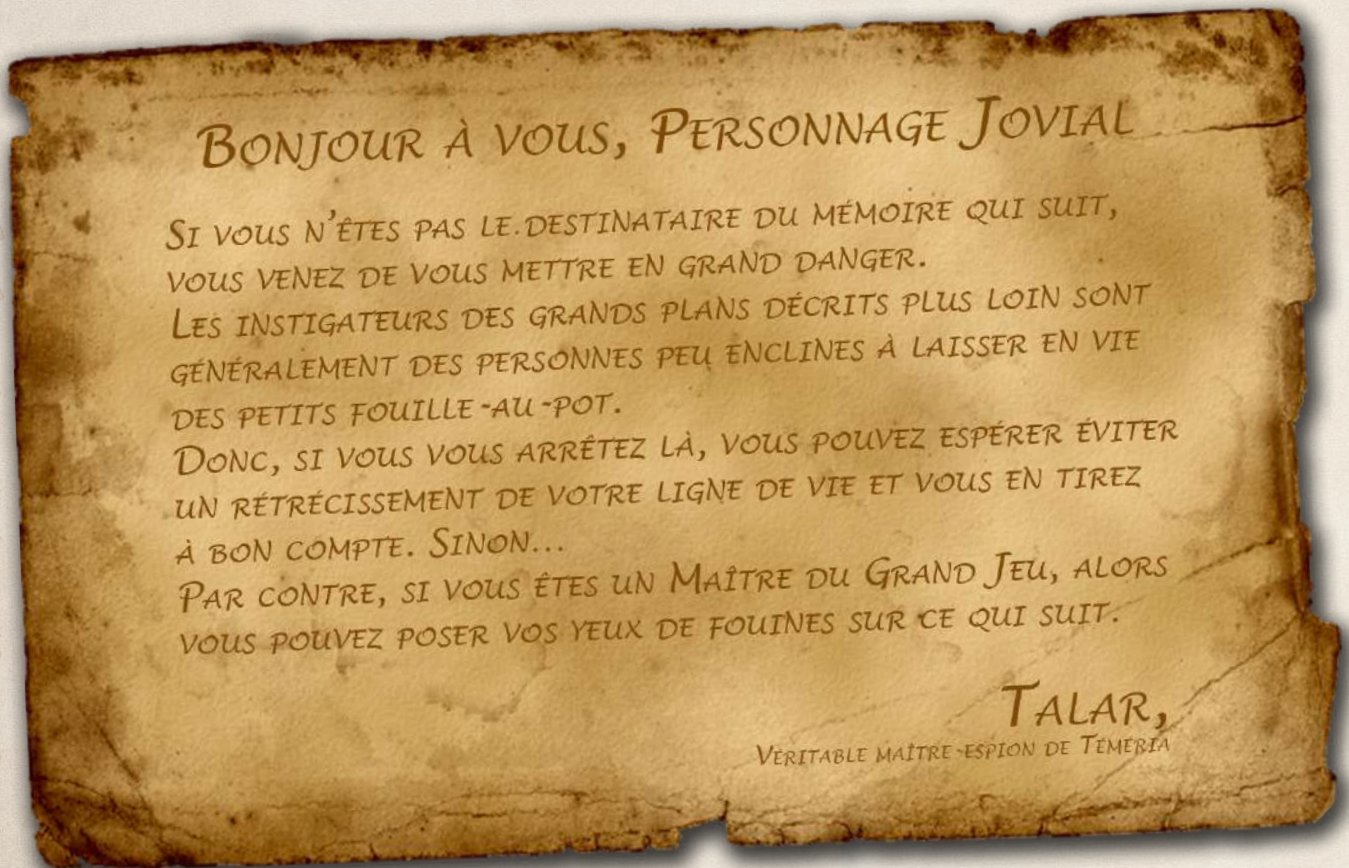 Bonjour à vous, Personnage Jovial
Si vous n'êtes pas le destinataire du mémoire qui suit,
vous venez de vous mettre en grand danger.
Les instigateurs des grands plans décrits plus loin sont
généralement des personnes peu enclines à laisser en vie
des petits fouille-au-pot.
Donc, si vous vous arrêtez là, vous pouvez espérer éviter
un rétrécissement de votre ligne de vie et vous en tirez
à bon compte. Sinon...
Par contre, si vous êtes un Maître du Grand Jeu, alors
vous pouvez poser vos yeux de fouines sur ce qui suit.
Talar,
Véritable maître-espion de Témeria